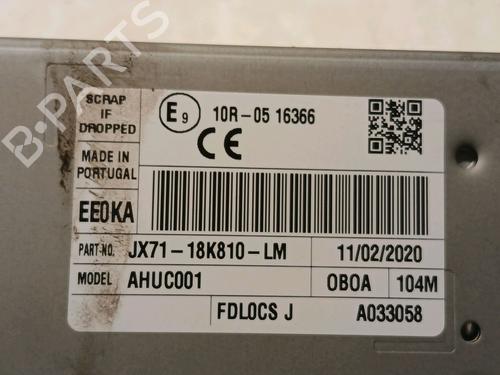 SCRAP
IF
DROPPED
E9
10R-05 16366
CE
MADE IN
PORTUGAL
EE0KA
PART-NO. JX71-18K810-LM 11/02/2020
MODEL AHUC001 OBOA 104M
FDLOCS J A033058
B-PARTS